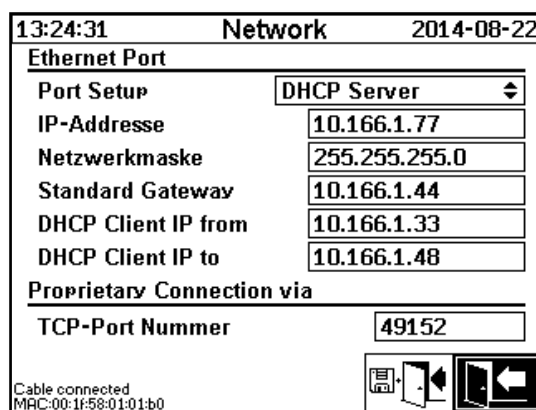 13:24:31 Network 2014-08-22
Ethernet Port
Port Setup DHCP Server
IP-Addresse 10.166.1.77
Netzwerkmaske 255.255.255.0
Standard Gateway 10.166.1.44
DHCP Client IP from 10.166.1.33
DHCP Client IP to 10.166.1.48
Proprietary Connection via
TCP-Port Nummer 49152
Cable connected
MAC:00:1f:58:01:01:b0